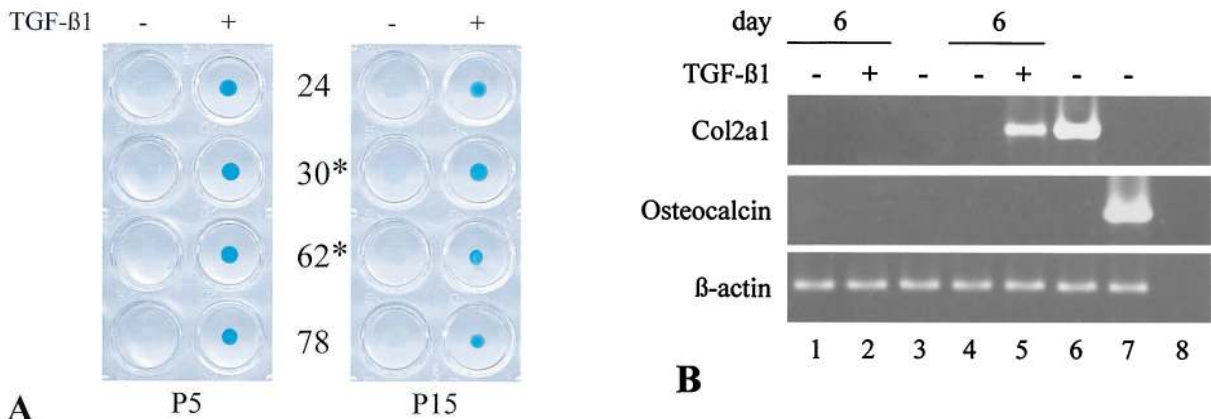 TGF-ß1 - + - +
24
30*
62*
78
P5 P15
A
day 6 6
TGF-ß1 - + - - + - -
Col2a1
Osteocalcin
ß-actin
1 2 3 4 5 6 7 8
B